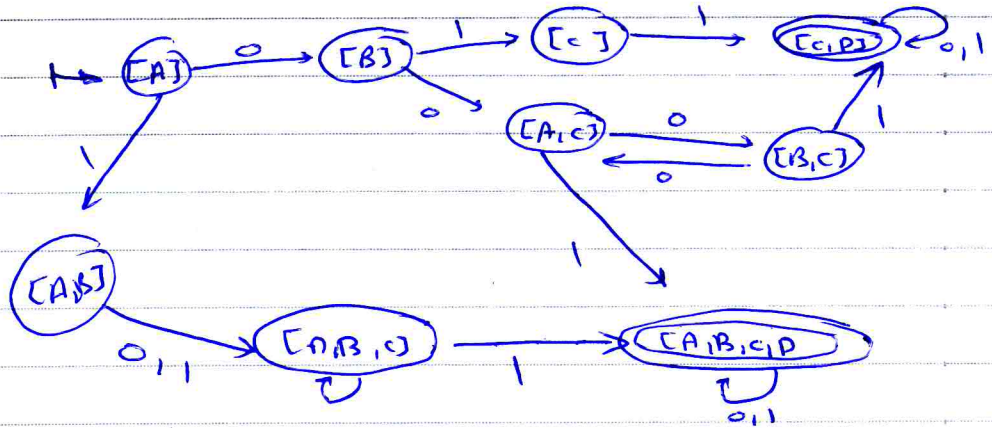 [A] 0 [B] 1 [C] 1 [C,D] 0,1
1 0 [A,C] 0 0 [B,C] 1
[A,B] 1
0,1 [A,B,C] 1 [A,B,C,D
0,1